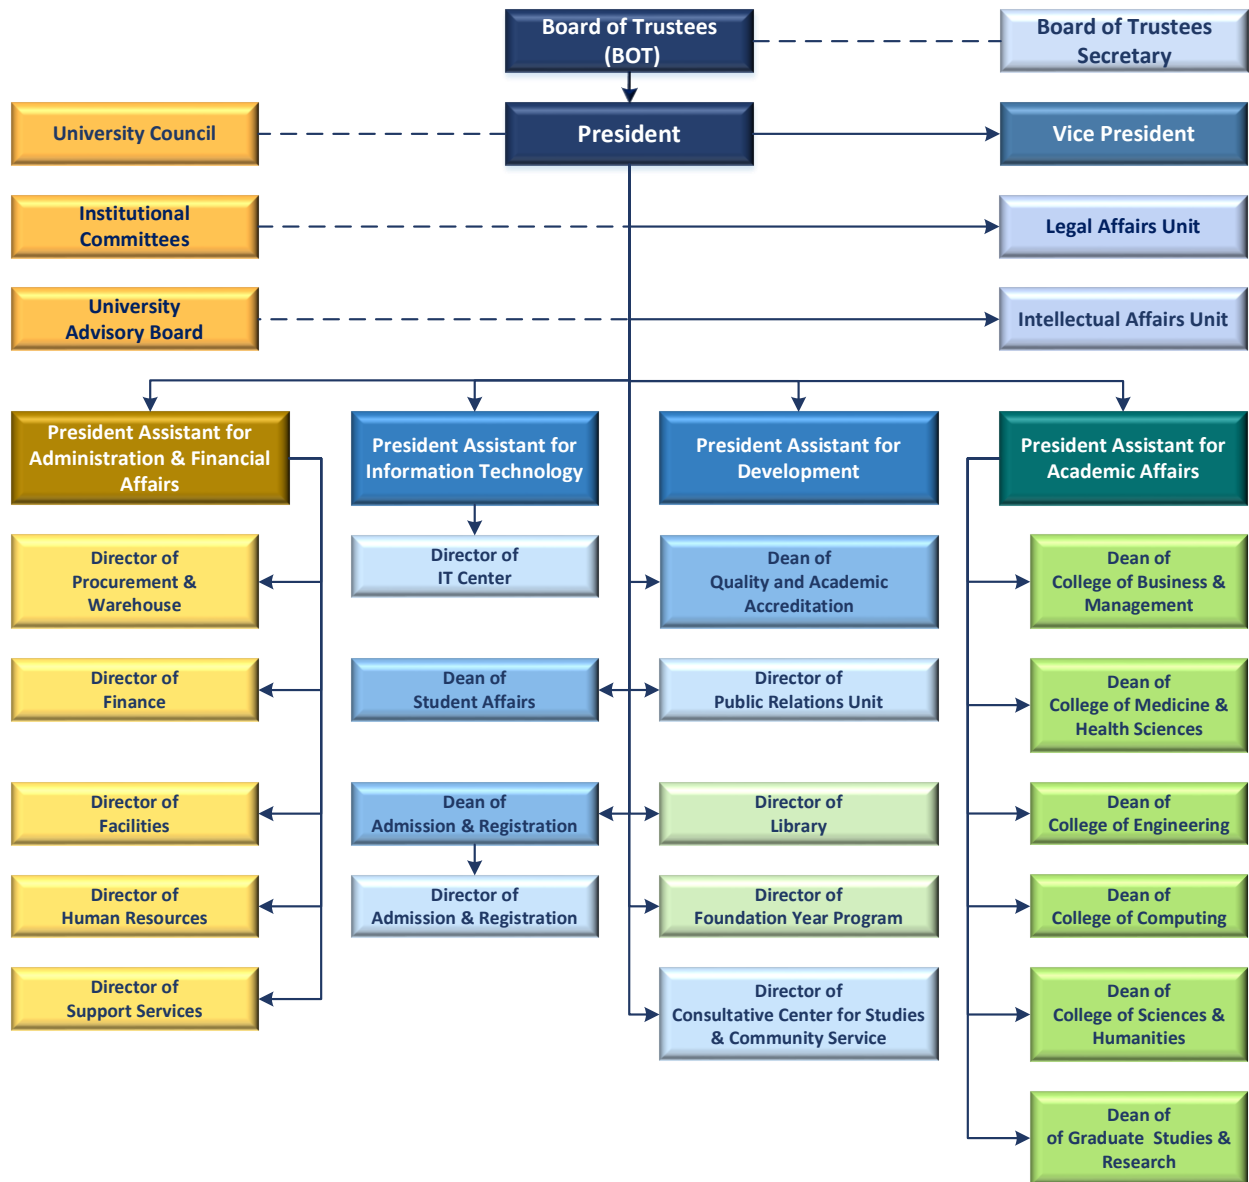 Board of Trustees
(BOT)
Board of Trustees
Secretary
University Council
President
Vice President
Institutional
Committees
Legal Affairs Unit
University
Advisory Board
Intellectual Affairs Unit
President Assistant for
Administration & Financial
Affairs
President Assistant for
Information Technology
President Assistant for
Development
President Assistant for
Academic Affairs
Director of
Procurement &
Warehouse
Director of
IT Center
Dean of
Quality and Academic
Accreditation
Dean of
College of Business &
Management
Director of
Finance
Dean of
Student Affairs
Director of
Public Relations Unit
Dean of
College of Medicine &
Health Sciences
Director of
Facilities
Dean of
Admission & Registration
Director of
Library
Dean of
College of Engineering
Director of
Human Resources
Director of
Admission & Registration
Director of
Foundation Year Program
Dean of
College of Computing
Director of
Support Services
Director of
Consultative Center for Studies
& Community Service
Dean of
College of Sciences &
Humanities
Dean of
of Graduate  Studies &
Research